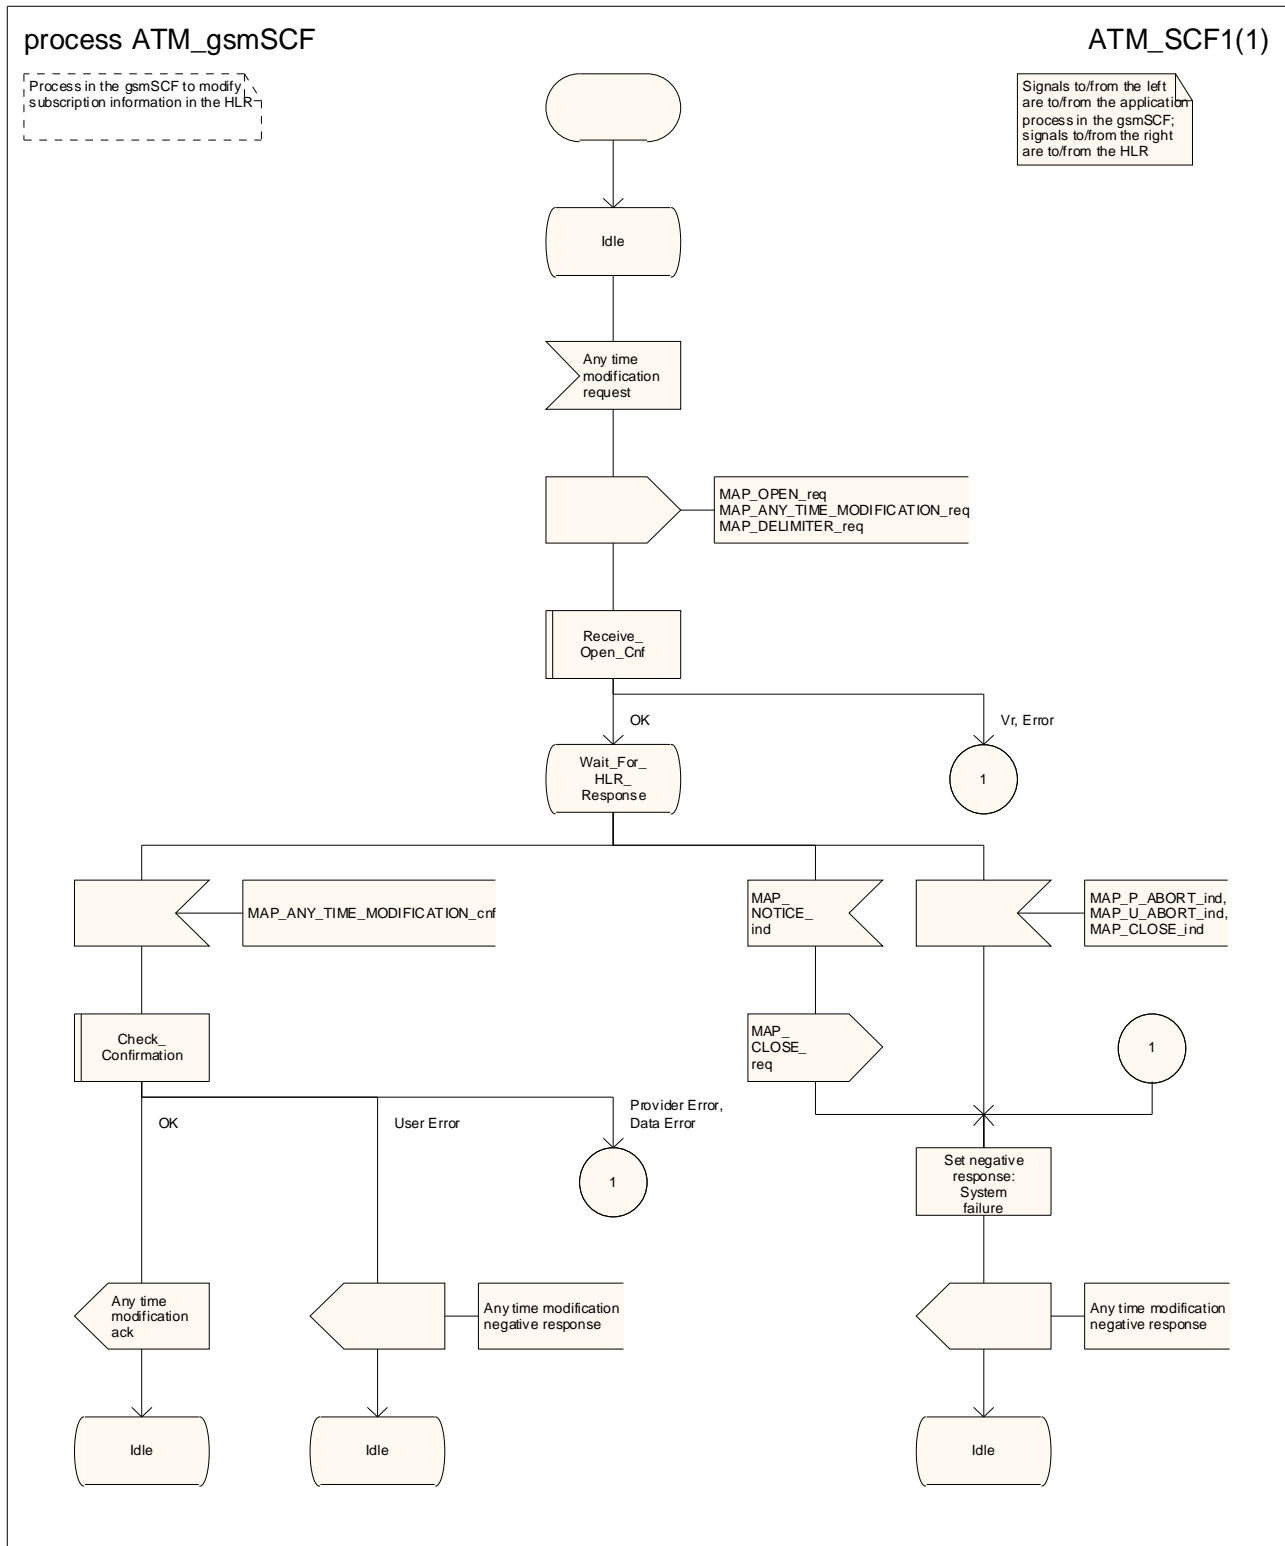 process ATM_gsmSCF
ATM_SCF1(1)
Process in the gsmSCF to modify
subscription information in the HLR
Signals to/from the left
are to/from the application
process in the gsmSCF;
signals to/from the right
are to/from the HLR
Idle
Any time
modification
request
MAP_OPEN_req
MAP_ANY_TIME_MODIFICATION_req
MAP_DELIMITER_req
Receive_
Open_Cnf
OK
Vr, Error
Wait_For_
HLR_
Response
1
MAP_ANY_TIME_MODIFICATION_cnf
MAP_
NOTICE_
ind
MAP_P_ABORT_ind,
MAP_U_ABORT_ind,
MAP_CLOSE_ind
Check_
Confirmation
MAP_
CLOSE_
req
1
OK
User Error
Provider Error,
Data Error
1
Set negative
response:
System
failure
Any time
modification
ack
Any time modification
negative response
Any time modification
negative response
Idle
Idle
Idle